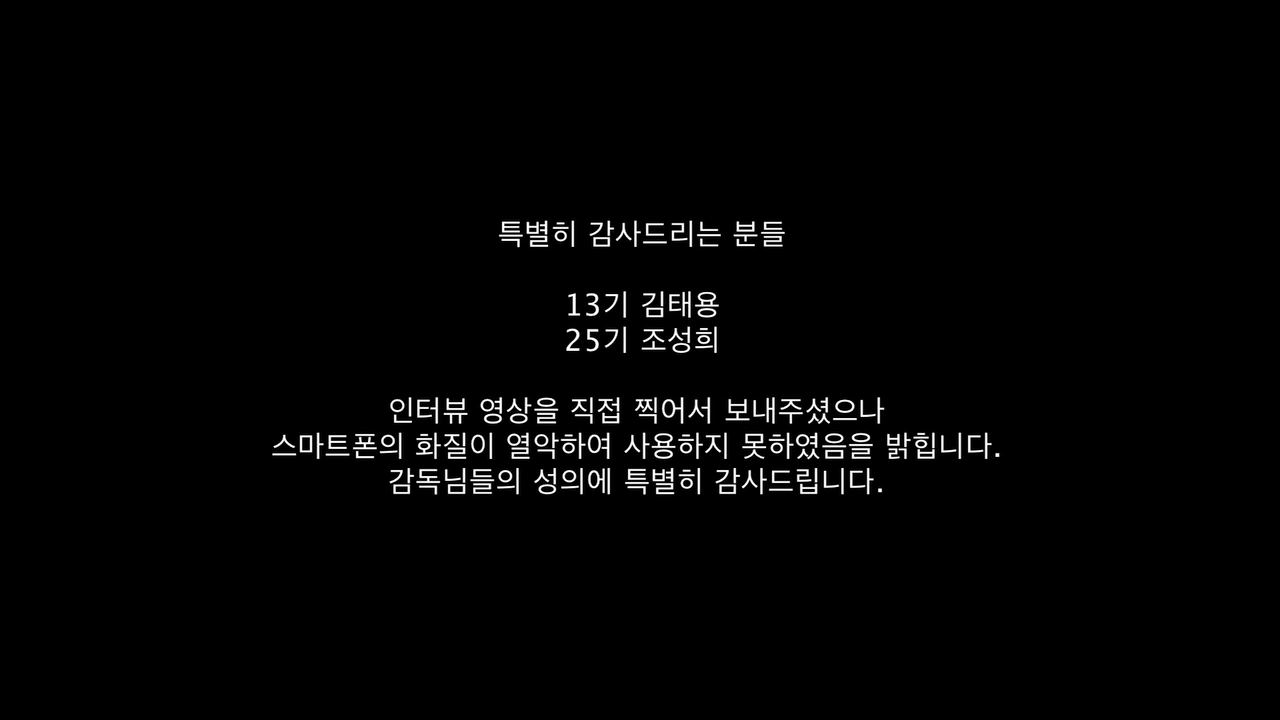 특별히 감사드리는 분들
13기 김태용
25기 조성희
인터뷰 영상을 직접 찍어서 보내주셨으나
스마트폰의 화질이 열악하여 사용하지 못하였음을 밝힙니다.
감독님들의 성의에 특별히 감사드립니다.